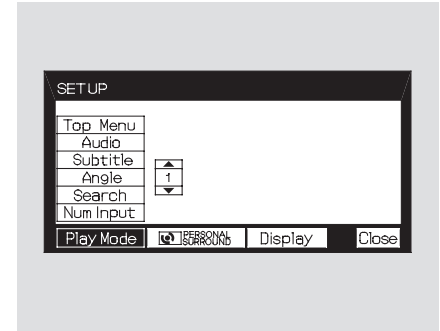 SETUP
Top Menu
Audio
Subtitle
Angle
1
Search
Num Input
Play Mode
PERSONAL
SURROUND
Display
Close